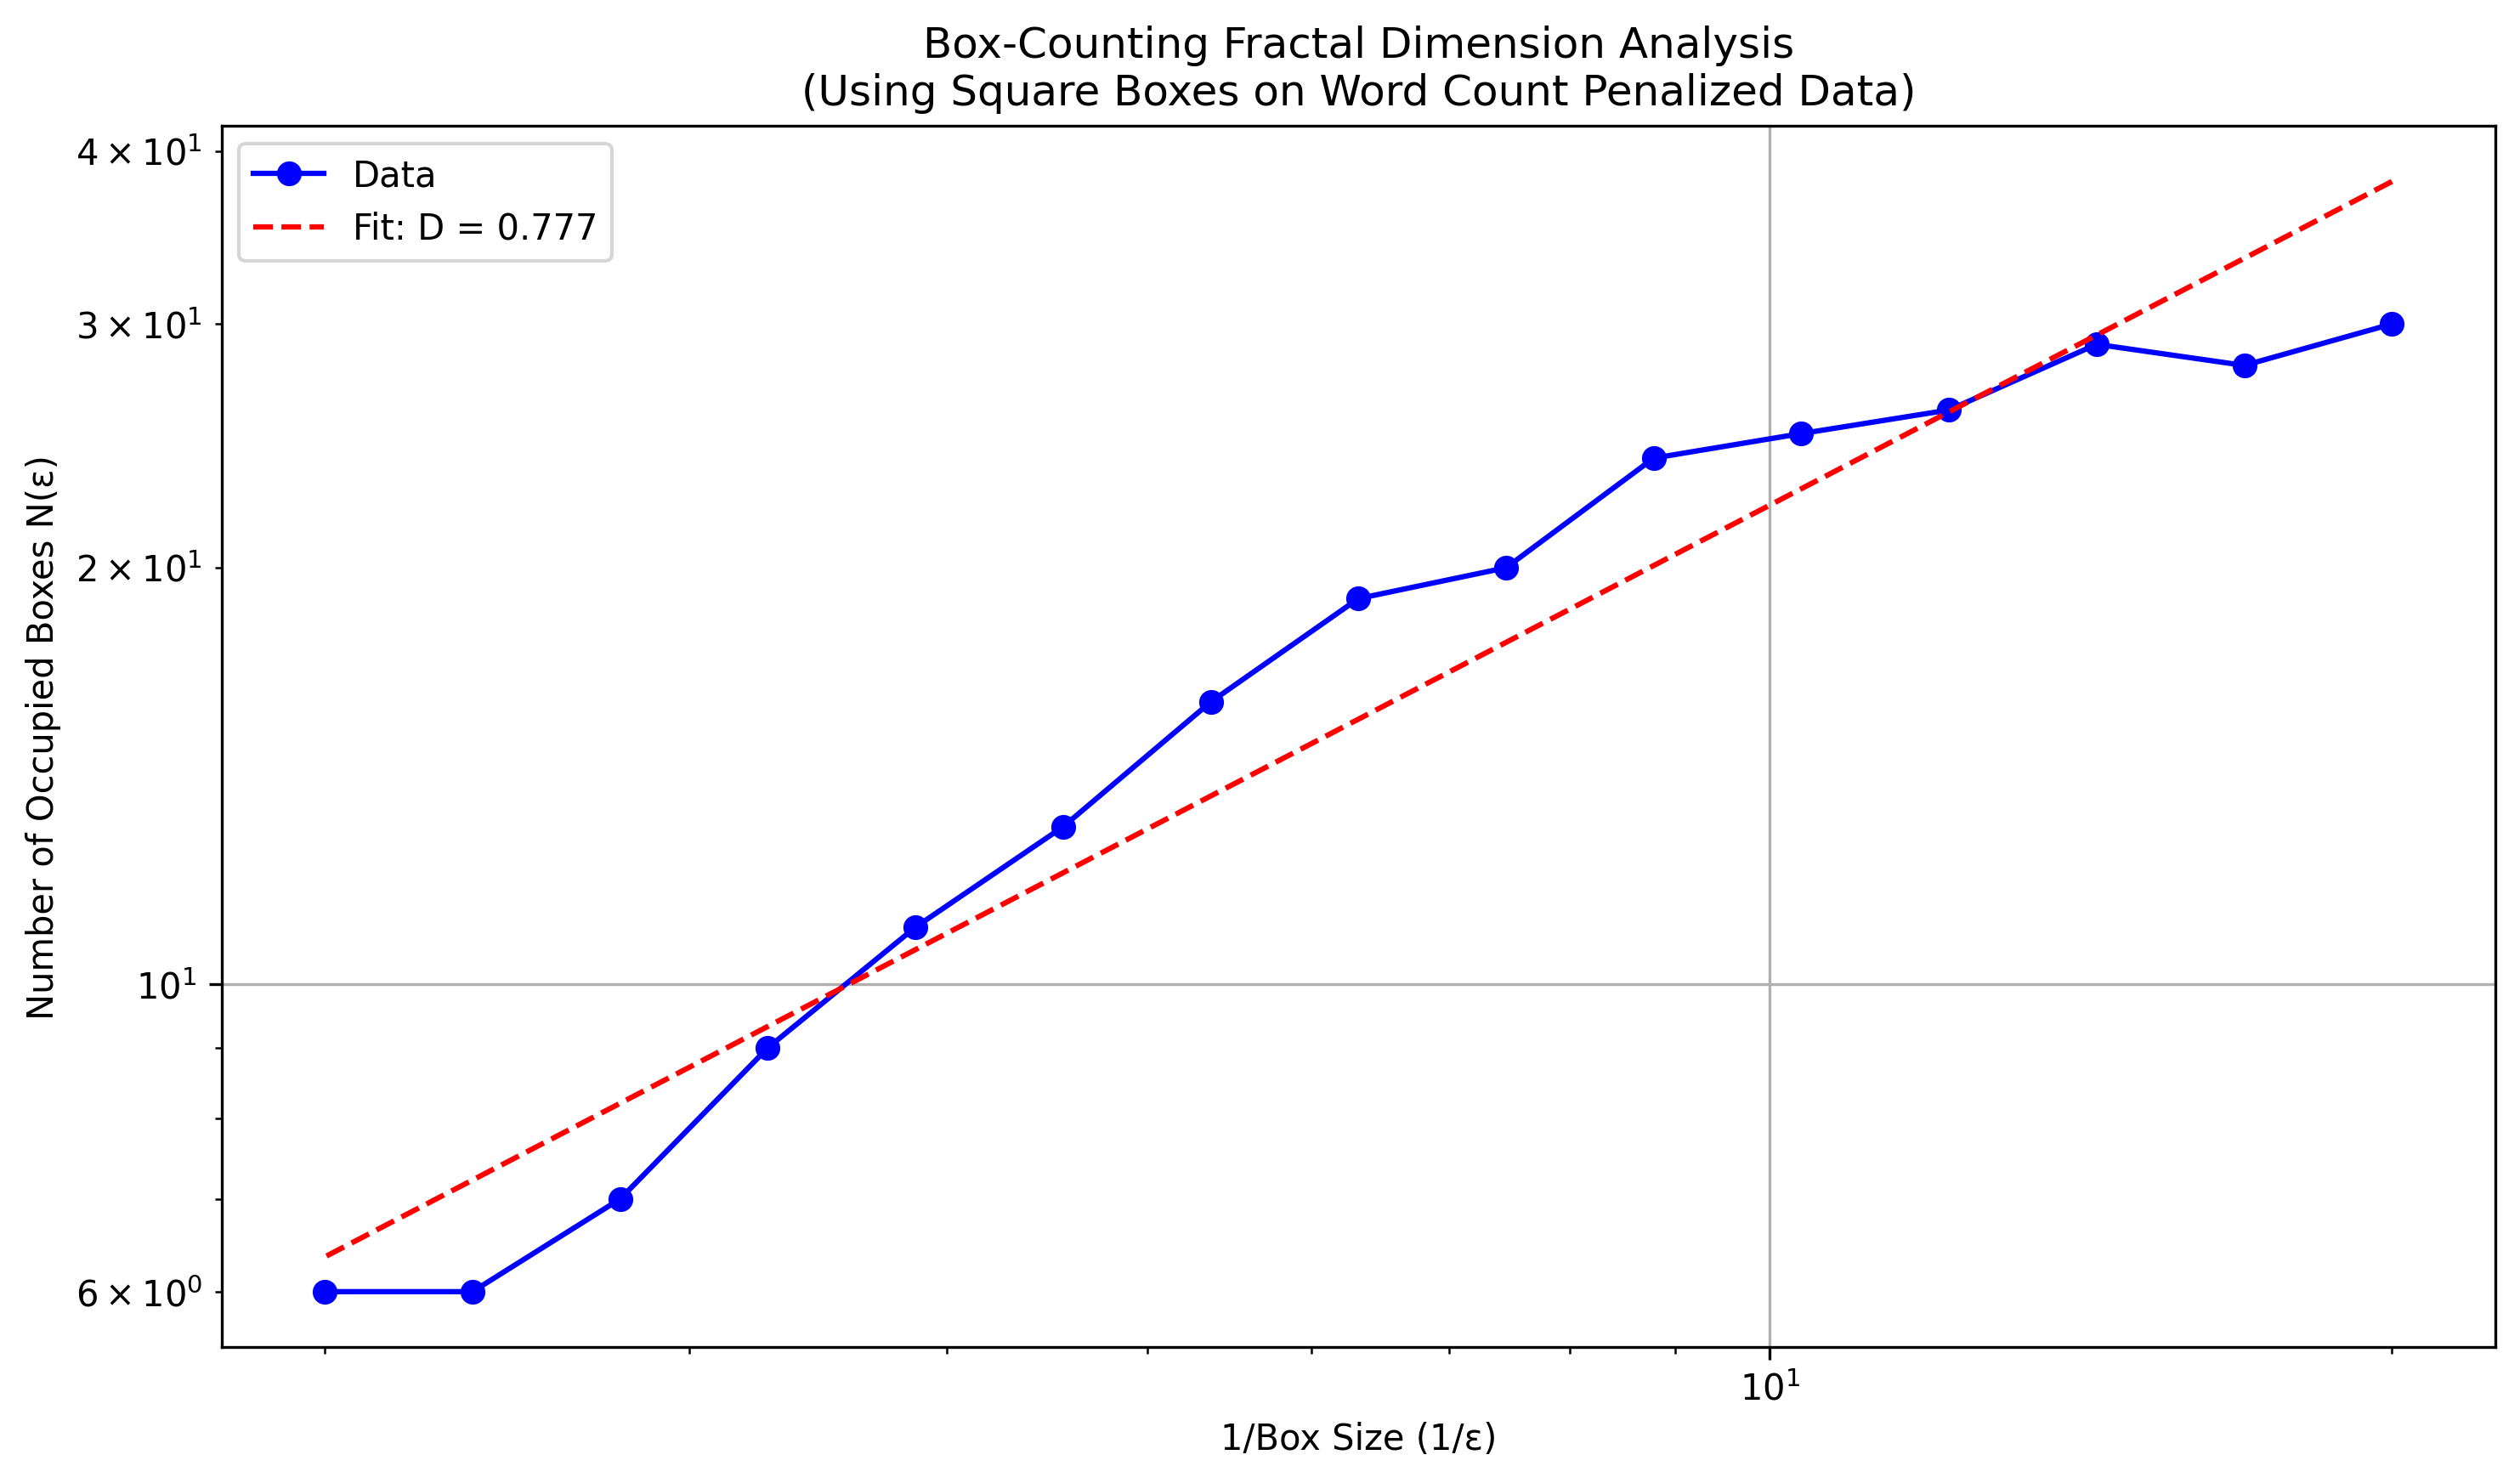 Box-Counting Fractal Dimension Analysis
(Using Square Boxes on Word Count Penalized Data)
Data
Fit: D = 0.777
4 × 10¹
3 × 10¹
2 × 10¹
10¹
6 × 10⁰
Number of Occupied Boxes N(ε)
10¹
1/Box Size (1/ε)